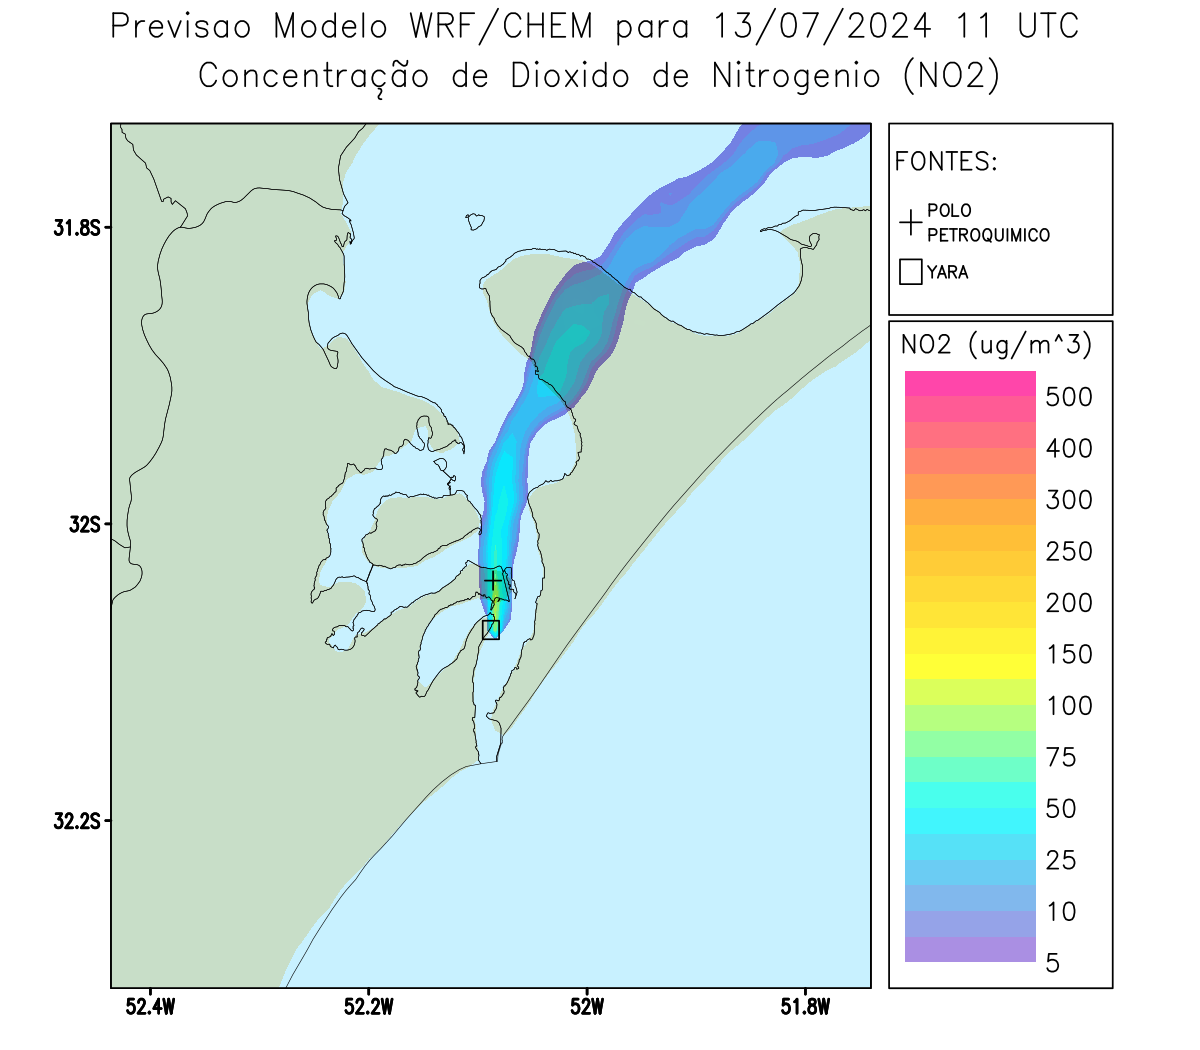 Previsao Modelo WRF/CHEM para 13/07/2024 11 UTC
Concentração de Dioxido de Nitrogenio (NO2)
FONTES:
POLO
PETROQUIMICO
YARA
31.8S
32S
32.2S
52.4W
52.2W
52W
51.8W
NO2 (ug/m^3)
500
400
300
250
200
150
100
75
50
25
10
5